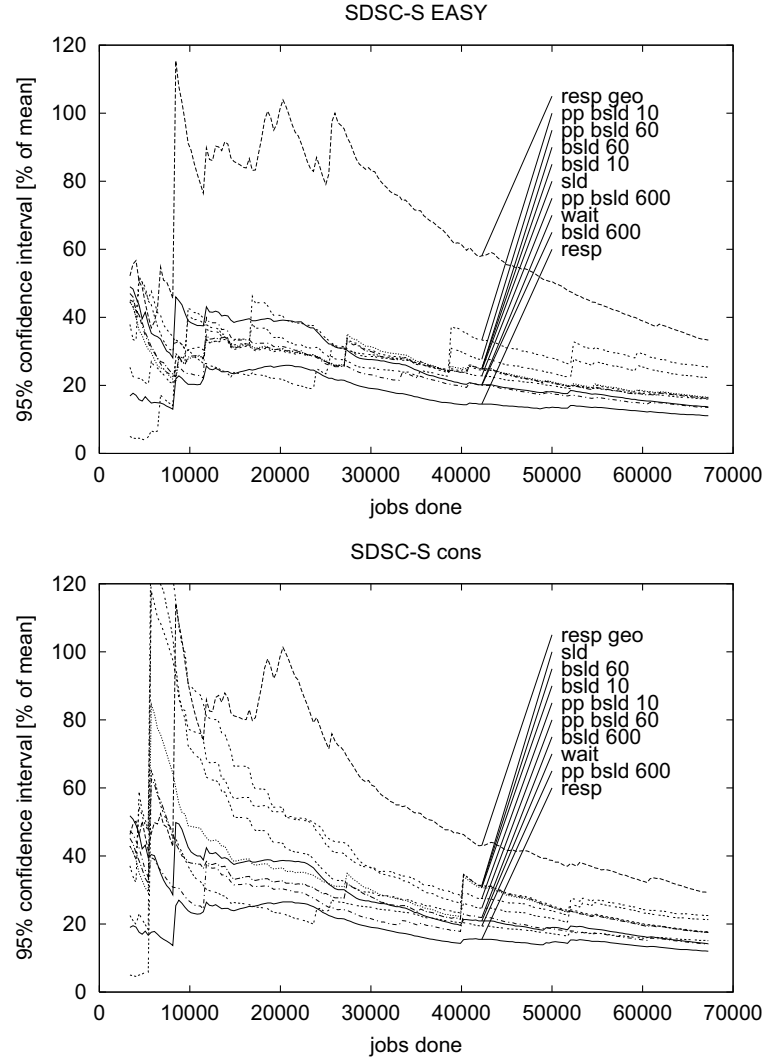 SDSC-S EASY
95% confidence interval [% of mean]
120
100
80
60
40
20
0
resp geo
pp bsld 10
pp bsld 60
bsld 60
bsld 10
sld
pp bsld 600
wait
bsld 600
resp
0 10000 20000 30000 40000 50000 60000 70000
jobs done
SDSC-S cons
95% confidence interval [% of mean]
120
100
80
60
40
20
0
resp geo
sld
bsld 60
bsld 10
pp bsld 10
pp bsld 60
bsld 600
wait
pp bsld 600
resp
0 10000 20000 30000 40000 50000 60000 70000
jobs done